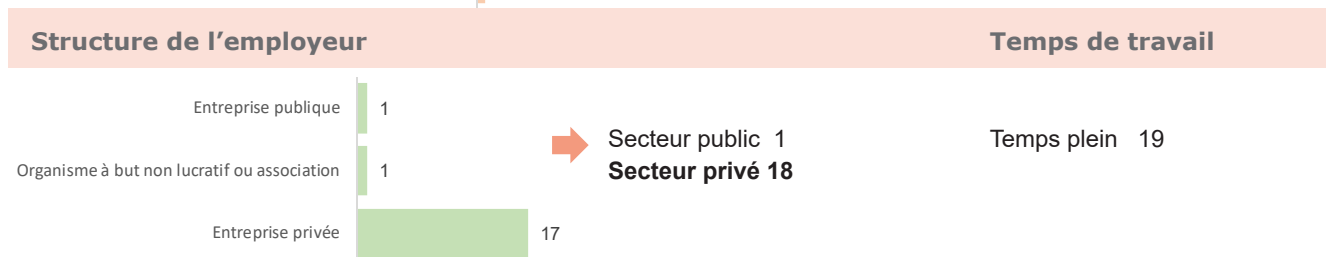 Structure de l’employeur
Temps de travail
Entreprise publique 1
Organisme à but non lucratif ou association 1
Entreprise privée 17
Secteur public 1
Secteur privé 18
Temps plein 19